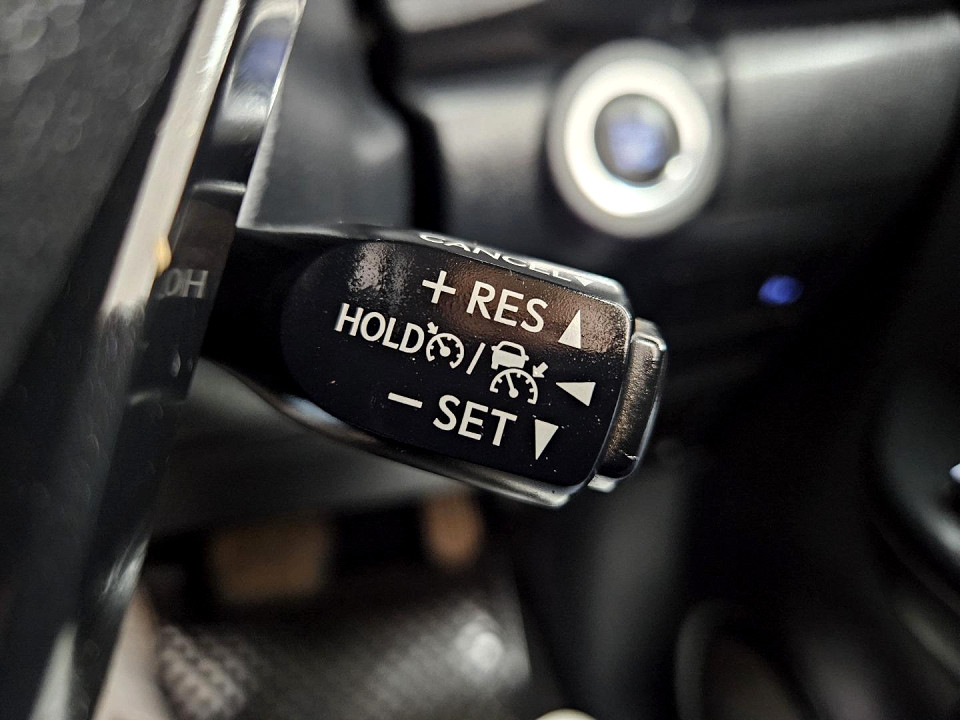 CANCEL
+ RES ▲
HOLD / ◄
− SET ▼